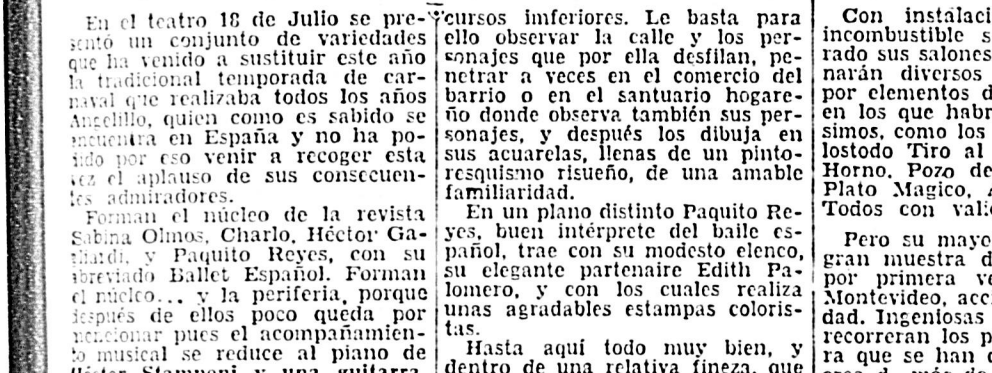 En el teatro 18 de Julio se pre-
sentó un conjunto de variedades
que ha venido a sustituir este año
la tradicional temporada de car-
naval que realizaba todos los años
Angelillo, quien como es sabido se
encuentra en España y no ha po-
dido por eso venir a recoger esta
vez el aplauso de sus consecuen-
tes admiradores.
Forman el núcleo de la revista
Sabina Olmos, Charlo, Héctor Ga-
gliardi, y Paquito Reyes, con su
abreviado Ballet Español. Forman
el núcleo... y la periferia, porque
después de ellos poco queda por
mencionar pues el acompañamien-
to musical se reduce al piano de
Héctor Stamponi y una guitarra
cursos imferiores. Le basta para
ello observar la calle y los per-
sonajes que por ella desfilan, pe-
netrar a veces en el comercio del
barrio o en el santuario hogare-
ño donde observa también sus per-
sonajes, y después los dibuja en
sus acuarelas, llenas de un pinto-
resquismo risueño, de una amable
familiaridad.
En un plano distinto Paquito Re-
yes, buen intérprete del baile es-
pañol, trae con su modesto elenco,
su elegante partenaire Edith Pa-
lomero, y con los cuales realiza
unas agradables estampas coloris-
tas.
Hasta aquí todo muy bien, y
dentro de una relativa fineza, que
Con instalaci
incombustible s
rado sus salones
narán diversos
por elementos d
en los que habr
simos, como los
lostodo Tiro al
Horno, Pozo de
Plato Magico, A
Todos con vali
Pero su mayo
gran muestra d
por primera ve
Montevideo, acci
dad. Ingeniosas
recorreran los p
ra que se han d